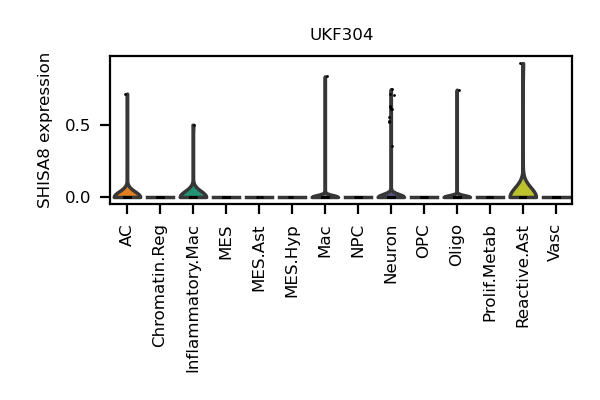 UKF304
SHISA8 expression
0.5
0.0
AC
Chromatin.Reg
Inflammatory.Mac
MES
MES.Ast
MES.Hyp
Mac
NPC
Neuron
OPC
Oligo
Prolif.Metab
Reactive.Ast
Vasc